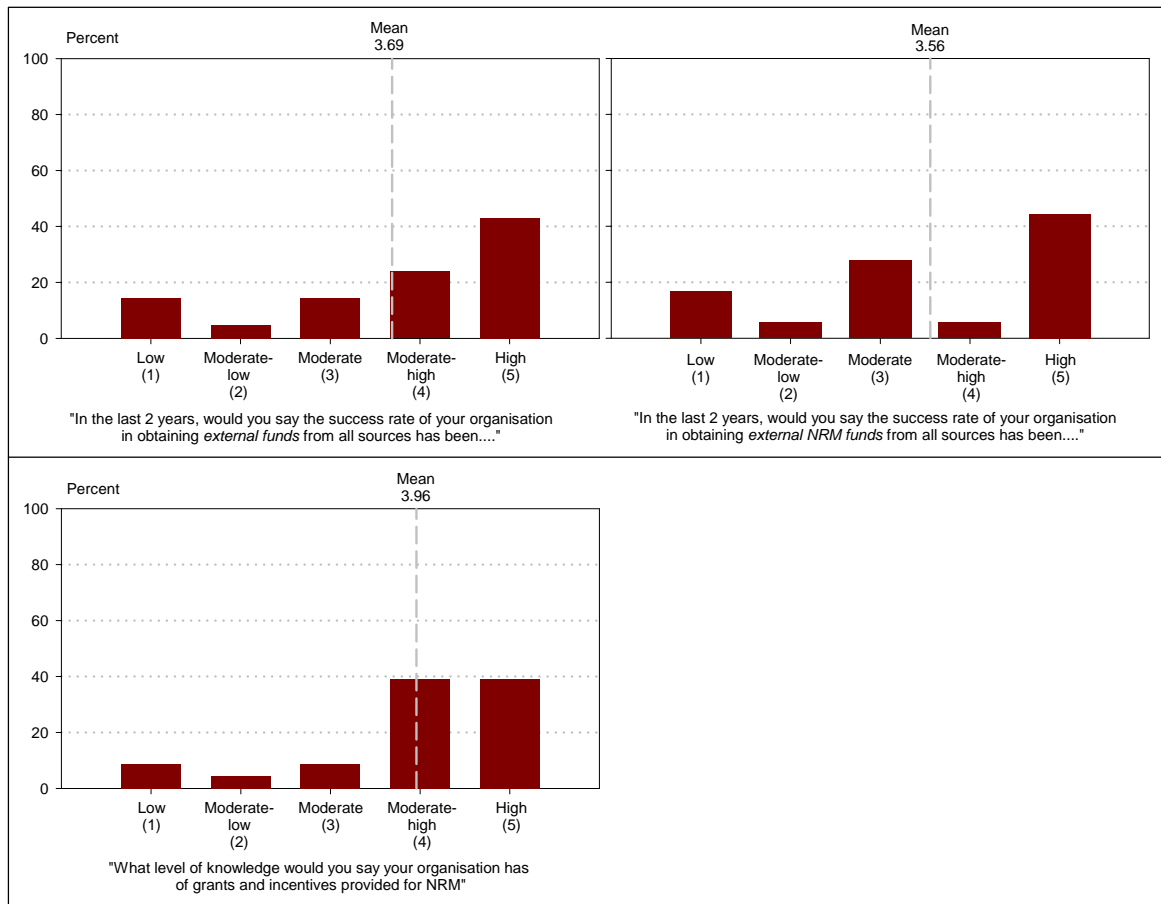 Percent
Mean
3.69
100
80
60
40
20
0
Low
(1)
Moderate-
low
(2)
Moderate
(3)
Moderate-
high
(4)
High
(5)
"In the last 2 years, would you say the success rate of your organisation
in obtaining external funds from all sources has been...."
Mean
3.56
Low
(1)
Moderate-
low
(2)
Moderate
(3)
Moderate-
high
(4)
High
(5)
"In the last 2 years, would you say the success rate of your organisation
in obtaining external NRM funds from all sources has been...."
Percent
Mean
3.96
100
80
60
40
20
0
Low
(1)
Moderate-
low
(2)
Moderate
(3)
Moderate-
high
(4)
High
(5)
"What level of knowledge would you say your organisation has
of grants and incentives provided for NRM"